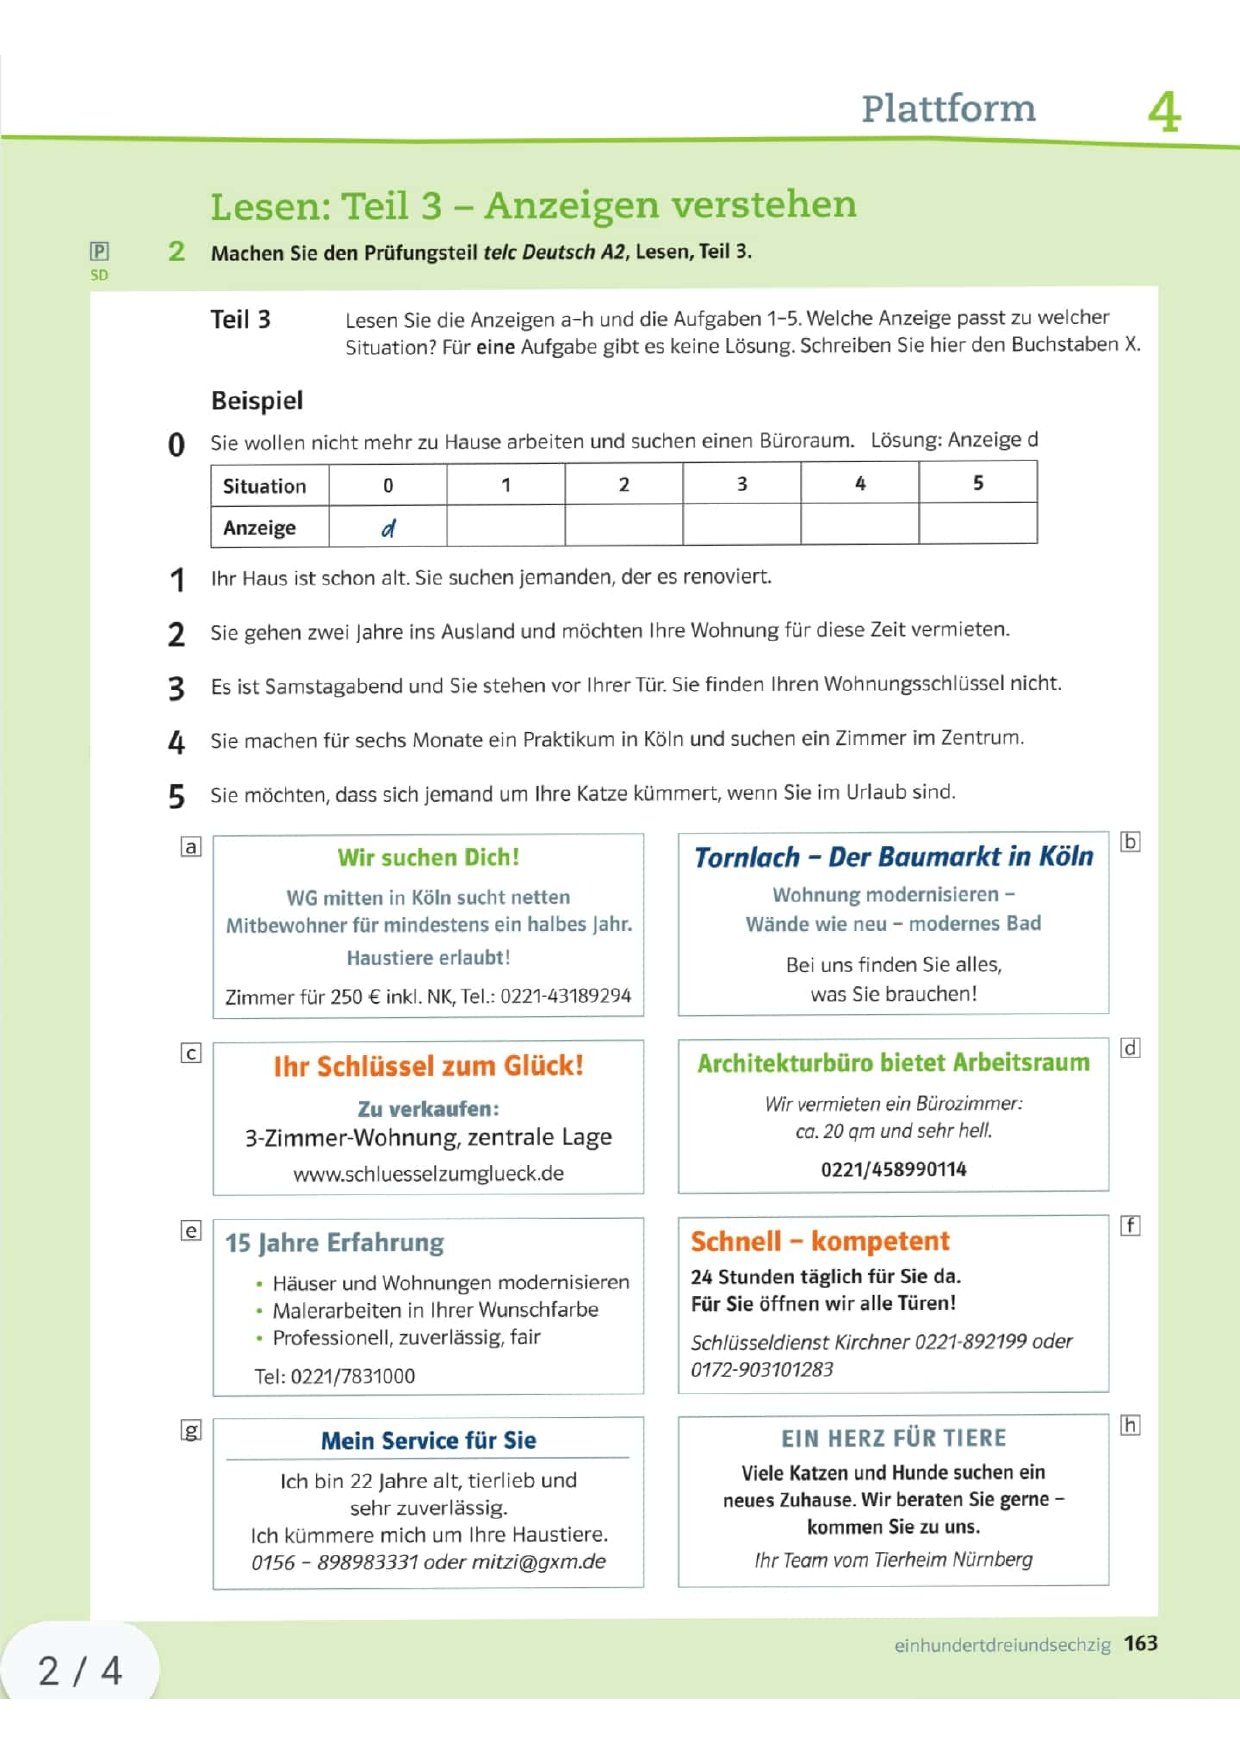 Plattform 4
Lesen: Teil 3 – Anzeigen verstehen
P
SD
2 Machen Sie den Prüfungsteil telc Deutsch A2, Lesen, Teil 3.
Teil 3 Lesen Sie die Anzeigen a–h und die Aufgaben 1–5. Welche Anzeige passt zu welcher
Situation? Für eine Aufgabe gibt es keine Lösung. Schreiben Sie hier den Buchstaben X.
Beispiel
0 Sie wollen nicht mehr zu Hause arbeiten und suchen einen Büroraum. Lösung: Anzeige d
Situation 0 1 2 3 4 5
Anzeige d
1 Ihr Haus ist schon alt. Sie suchen jemanden, der es renoviert.
2 Sie gehen zwei Jahre ins Ausland und möchten Ihre Wohnung für diese Zeit vermieten.
3 Es ist Samstagabend und Sie stehen vor Ihrer Tür. Sie finden Ihren Wohnungsschlüssel nicht.
4 Sie machen für sechs Monate ein Praktikum in Köln und suchen ein Zimmer im Zentrum.
5 Sie möchten, dass sich jemand um Ihre Katze kümmert, wenn Sie im Urlaub sind.
a
Wir suchen Dich!
WG mitten in Köln sucht netten
Mitbewohner für mindestens ein halbes Jahr.
Haustiere erlaubt!
Zimmer für 250 € inkl. NK, Tel.: 0221-43189294
b
Tornlach – Der Baumarkt in Köln
Wohnung modernisieren –
Wände wie neu – modernes Bad
Bei uns finden Sie alles,
was Sie brauchen!
c
Ihr Schlüssel zum Glück!
Zu verkaufen:
3-Zimmer-Wohnung, zentrale Lage
www.schluesselzumglueck.de
d
Architekturbüro bietet Arbeitsraum
Wir vermieten ein Bürozimmer:
ca. 20 qm und sehr hell.
0221/458990114
e
15 Jahre Erfahrung
• Häuser und Wohnungen modernisieren
• Malerarbeiten in Ihrer Wunschfarbe
• Professionell, zuverlässig, fair
Tel: 0221/7831000
f
Schnell – kompetent
24 Stunden täglich für Sie da.
Für Sie öffnen wir alle Türen!
Schlüsseldienst Kirchner 0221-892199 oder
0172-903101283
g
Mein Service für Sie
Ich bin 22 Jahre alt, tierlieb und
sehr zuverlässig.
Ich kümmere mich um Ihre Haustiere.
0156 – 898983331 oder mitzi@gxm.de
h
EIN HERZ FÜR TIERE
Viele Katzen und Hunde suchen ein
neues Zuhause. Wir beraten Sie gerne –
kommen Sie zu uns.
Ihr Team vom Tierheim Nürnberg
einhundertdreiundsechzig 163
2 / 4